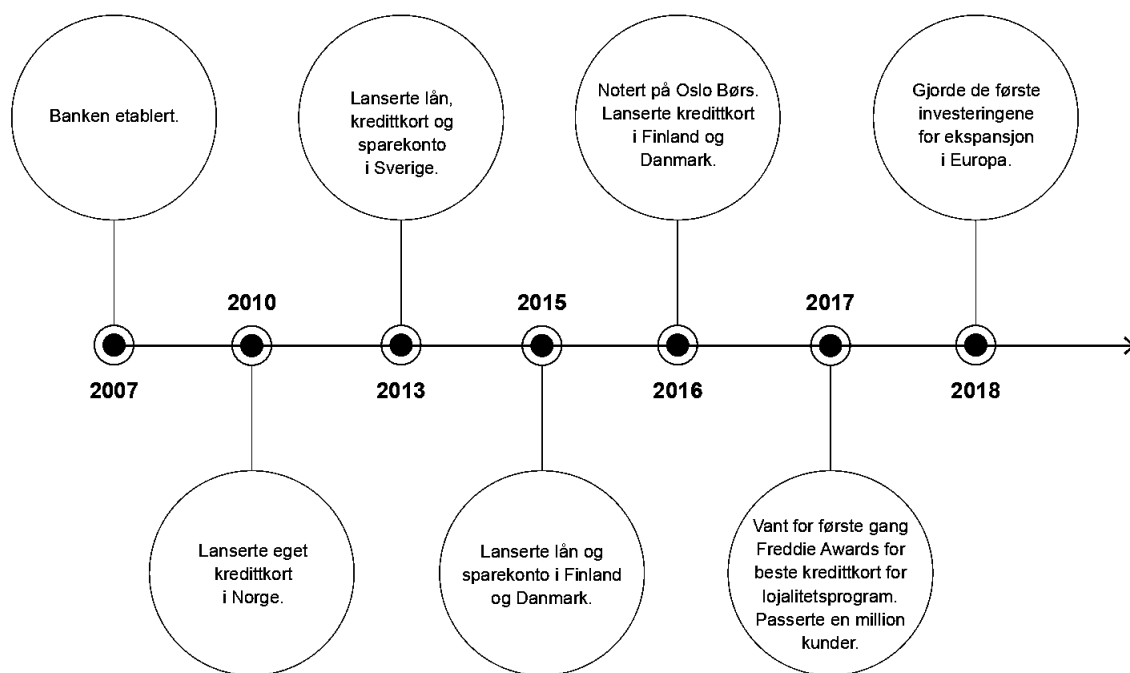 Banken etablert.
Lanserte lån,
kredittkort og
sparekonto
i Sverige.
Notert på Oslo Børs.
Lanserte kredittkort
i Finland og
Danmark.
Gjorde de første
investeringene
for ekspansjon
i Europa.
2010
2015
2017
2007
2013
2016
2018
Lanserte eget
kredittkort
i Norge.
Lanserte lån og
sparekonto i Finland
og Danmark.
Vant for første gang
Freddie Awards for
beste kredittkort for
lojalitetsprogram.
Passerte en million
kunder.